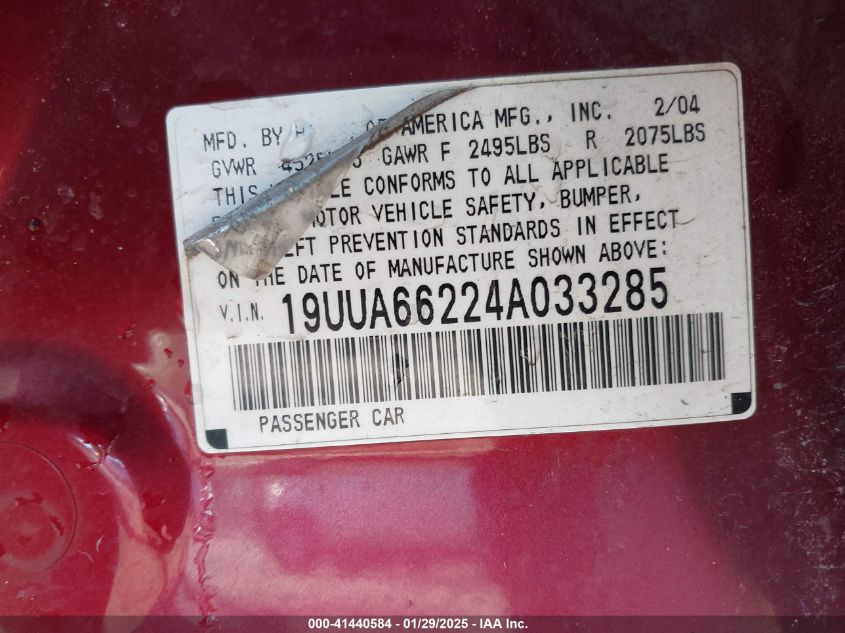 MFD. BY OF AMERICA MFG., INC. 2/04
GVWR GAWR F 2495LBS R 2075LBS
THIS CONFORMS TO ALL APPLICABLE
MOTOR VEHICLE SAFETY, BUMPER,
PREVENTION STANDARDS IN EFFECT
ON THE DATE OF MANUFACTURE SHOWN ABOVE:
V.I.N. 19UUA66224A033285
PASSENGER CAR
000-41440584 - 01/29/2025 - IAA Inc.